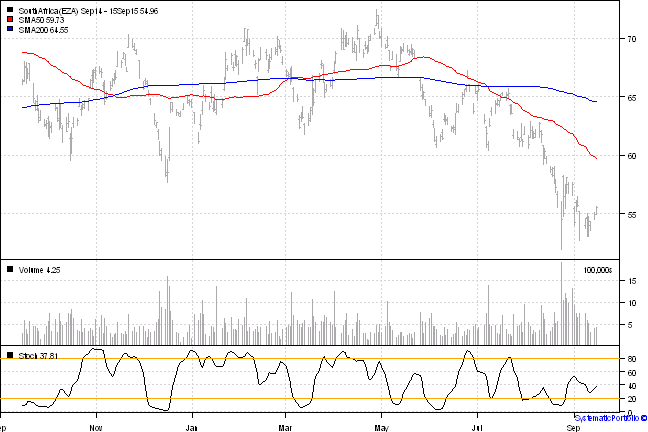 SouthAfrica(EZA) Sep14 - 15Sep15 54.96
SMA50 59.73
SMA200 64.55
70
65
60
55
Volume 4.25
100,000s
15
10
5
Stoch 37.81
80
60
40
20
0
ep
Nov
Jan
Mar
May
Jul
Sep
SystematicPortfolio ©